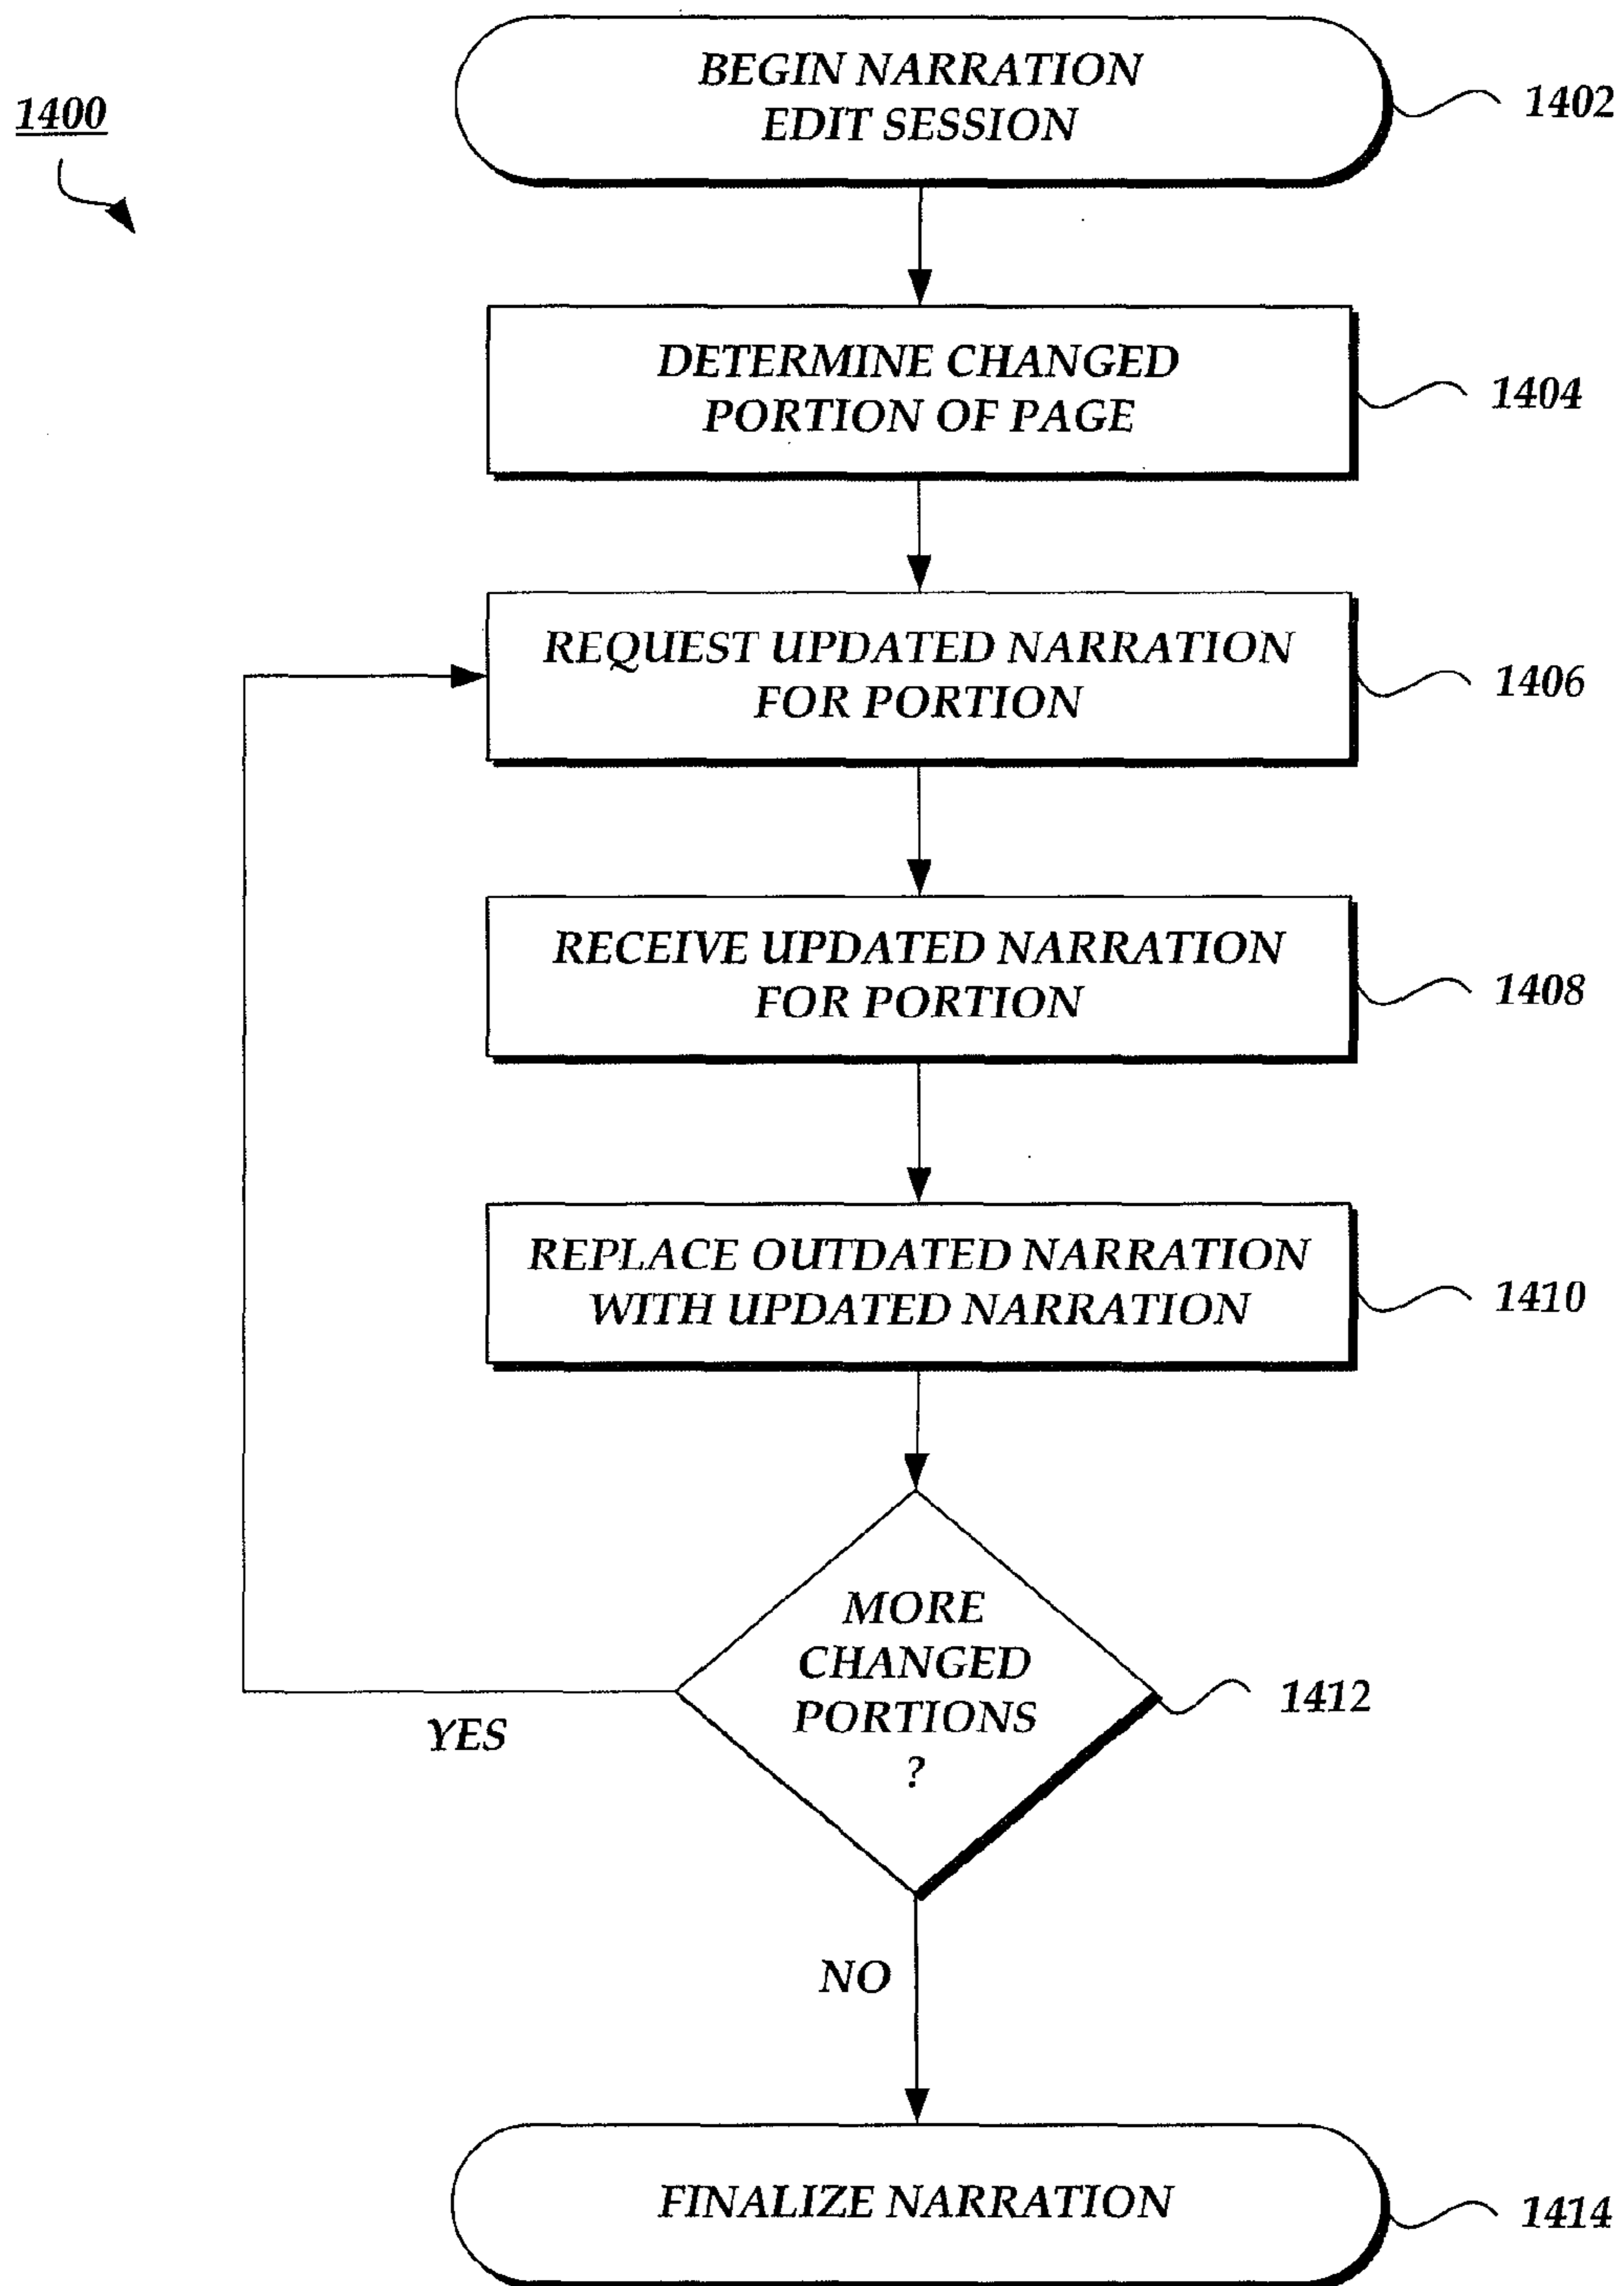 1400
BEGIN NARRATION
EDIT SESSION
1402
DETERMINE CHANGED
PORTION OF PAGE
1404
REQUEST UPDATED NARRATION
FOR PORTION
1406
RECEIVE UPDATED NARRATION
FOR PORTION
1408
REPLACE OUTDATED NARRATION
WITH UPDATED NARRATION
1410
MORE
CHANGED
PORTIONS
?
1412
YES
NO
FINALIZE NARRATION
1414